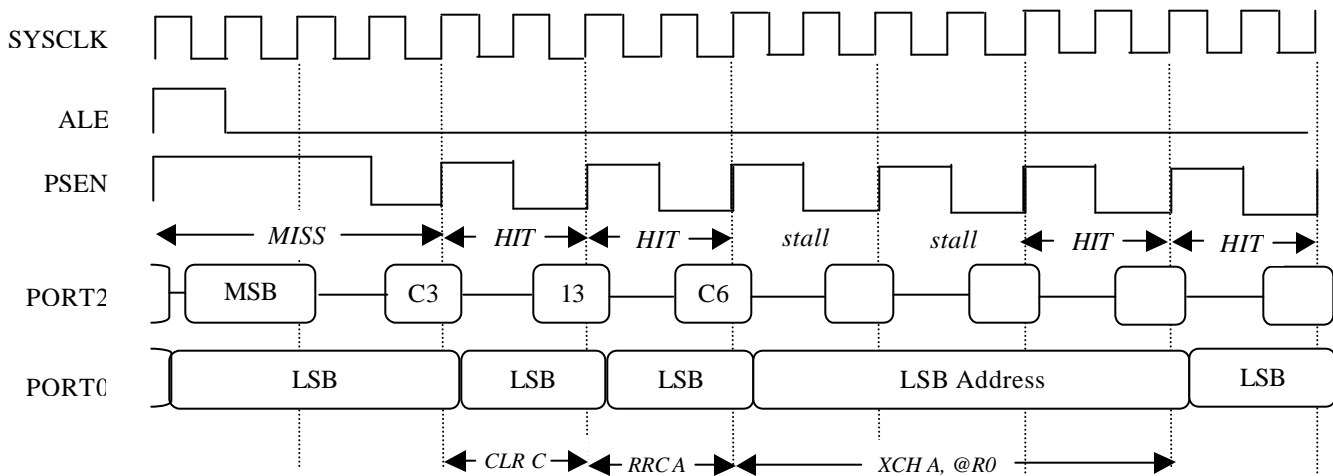 SYSCLK
ALE
PSEN
MISS HIT HIT stall stall HIT HIT
PORT2 MSB C3 13 C6
PORT0 LSB LSB LSB LSB Address LSB
CLR C RRC A XCH A, @R0